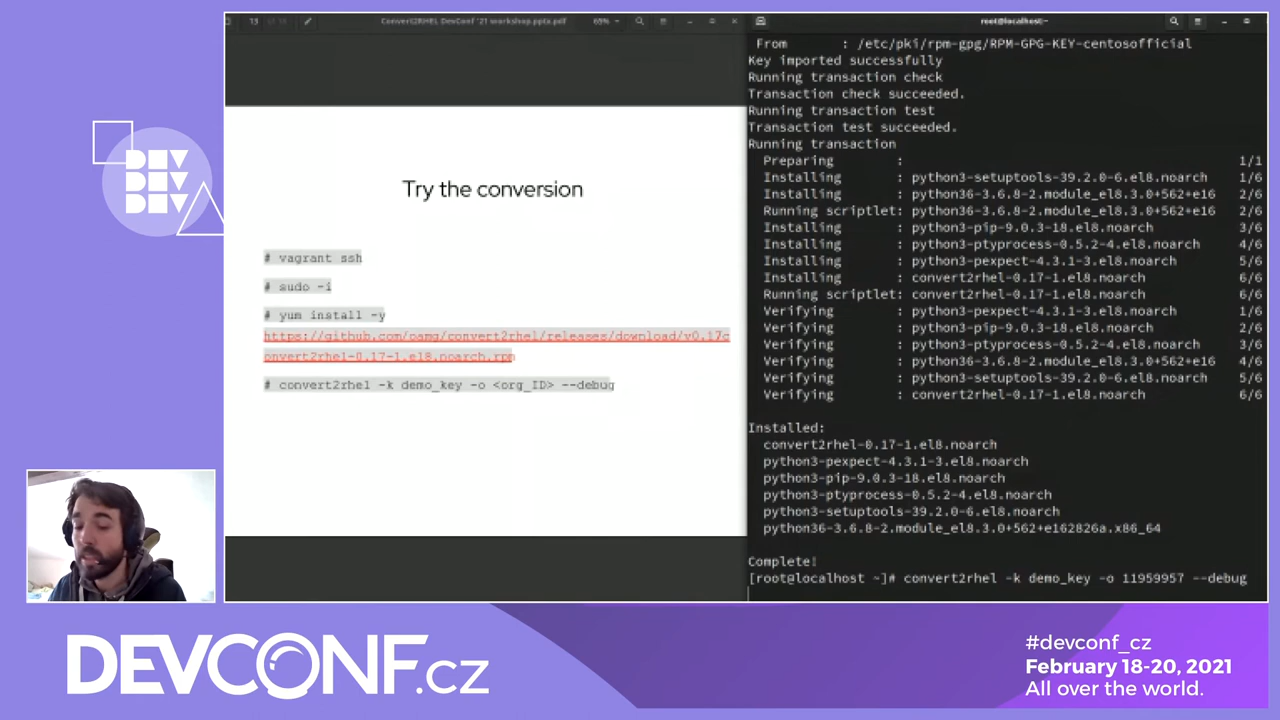 13
Convert2RHEL DevConf '21 workshop.pptx.pdf
69%
root@localhost:~
DEV
DEV
DEV
Try the conversion
# vagrant ssh
# sudo -i
# yum install -y
https://github.com/oamg/convert2rhel/releases/download/v0.17c
onvert2rhel-0.17-1.el8.noarch.rpm
# convert2rhel -k demo_key -o <org_ID> --debug
From : /etc/pki/rpm-gpg/RPM-GPG-KEY-centosofficial
Key imported successfully
Running transaction check
Transaction check succeeded.
Running transaction test
Transaction test succeeded.
Running transaction
Preparing : 1/1
Installing : python3-setuptools-39.2.0-6.el8.noarch 1/6
Installing : python36-3.6.8-2.module_el8.3.0+562+e16 2/6
Running scriptlet: python36-3.6.8-2.module_el8.3.0+562+e16 2/6
Installing : python3-pip-9.0.3-18.el8.noarch 3/6
Installing : python3-ptyprocess-0.5.2-4.el8.noarch 4/6
Installing : python3-pexpect-4.3.1-3.el8.noarch 5/6
Installing : convert2rhel-0.17-1.el8.noarch 6/6
Running scriptlet: convert2rhel-0.17-1.el8.noarch 6/6
Verifying : python3-pexpect-4.3.1-3.el8.noarch 1/6
Verifying : python3-pip-9.0.3-18.el8.noarch 2/6
Verifying : python3-ptyprocess-0.5.2-4.el8.noarch 3/6
Verifying : python36-3.6.8-2.module_el8.3.0+562+e16 4/6
Verifying : python3-setuptools-39.2.0-6.el8.noarch 5/6
Verifying : convert2rhel-0.17-1.el8.noarch 6/6
Installed:
convert2rhel-0.17-1.el8.noarch
python3-pexpect-4.3.1-3.el8.noarch
python3-pip-9.0.3-18.el8.noarch
python3-ptyprocess-0.5.2-4.el8.noarch
python3-setuptools-39.2.0-6.el8.noarch
python36-3.6.8-2.module_el8.3.0+562+e162826a.x86_64
Complete!
[root@localhost ~]# convert2rhel -k demo_key -o 11959957 --debug
DEVCONF.cz
#devconf_cz
February 18-20, 2021
All over the world.